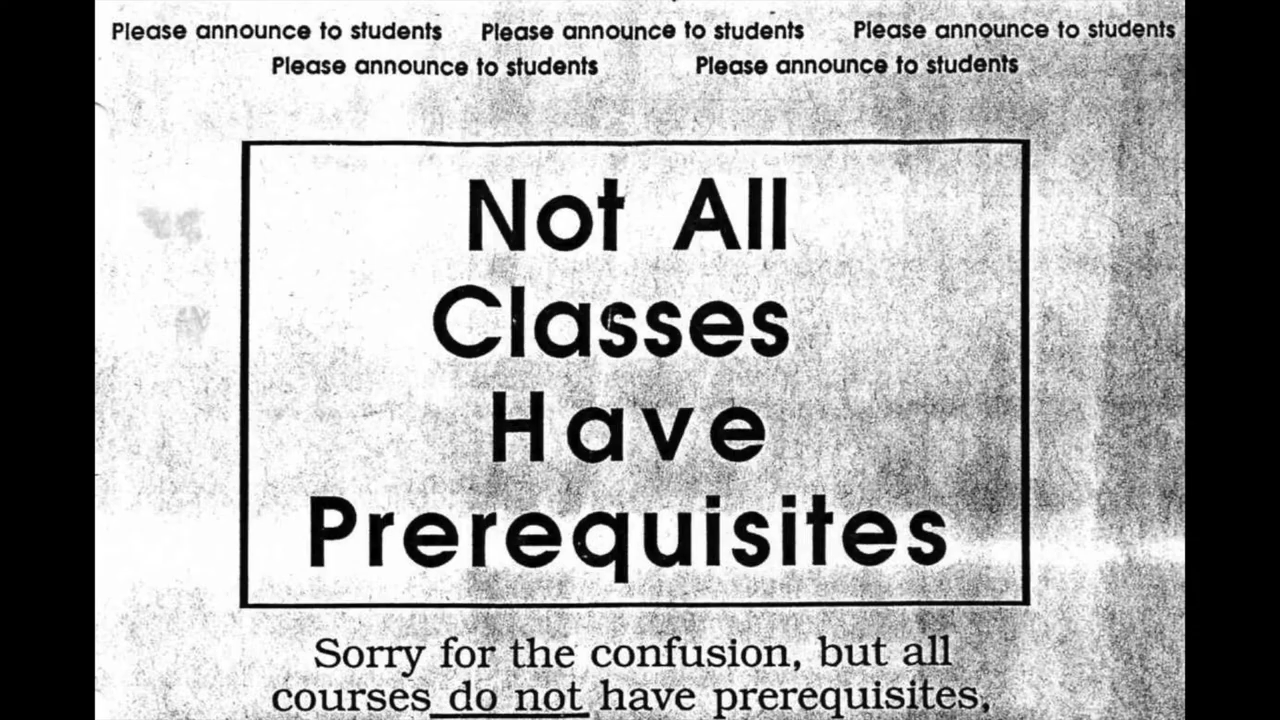 Please announce to students Please announce to students Please announce to students
Please announce to students Please announce to students
Not All
Classes
Have
Prerequisites
Sorry for the confusion, but all
courses do not have prerequisites,